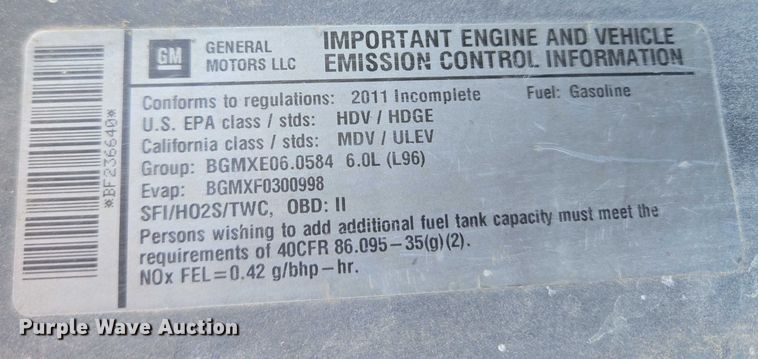 GM
GENERAL
MOTORS LLC
IMPORTANT ENGINE AND VEHICLE
EMISSION CONTROL INFORMATION
Conforms to regulations: 2011 Incomplete Fuel: Gasoline
U.S. EPA class / stds: HDV / HDGE
California class / stds: MDV / ULEV
Group: BGMXE06.0584 6.0L (L96)
Evap: BGMXF0300998
SFI/HO2S/TWC, OBD: II
Persons wishing to add additional fuel tank capacity must meet the
requirements of 40CFR 86.095-35(g)(2).
NOx FEL=0.42 g/bhp-hr.
*BF236640*
Purple Wave Auction